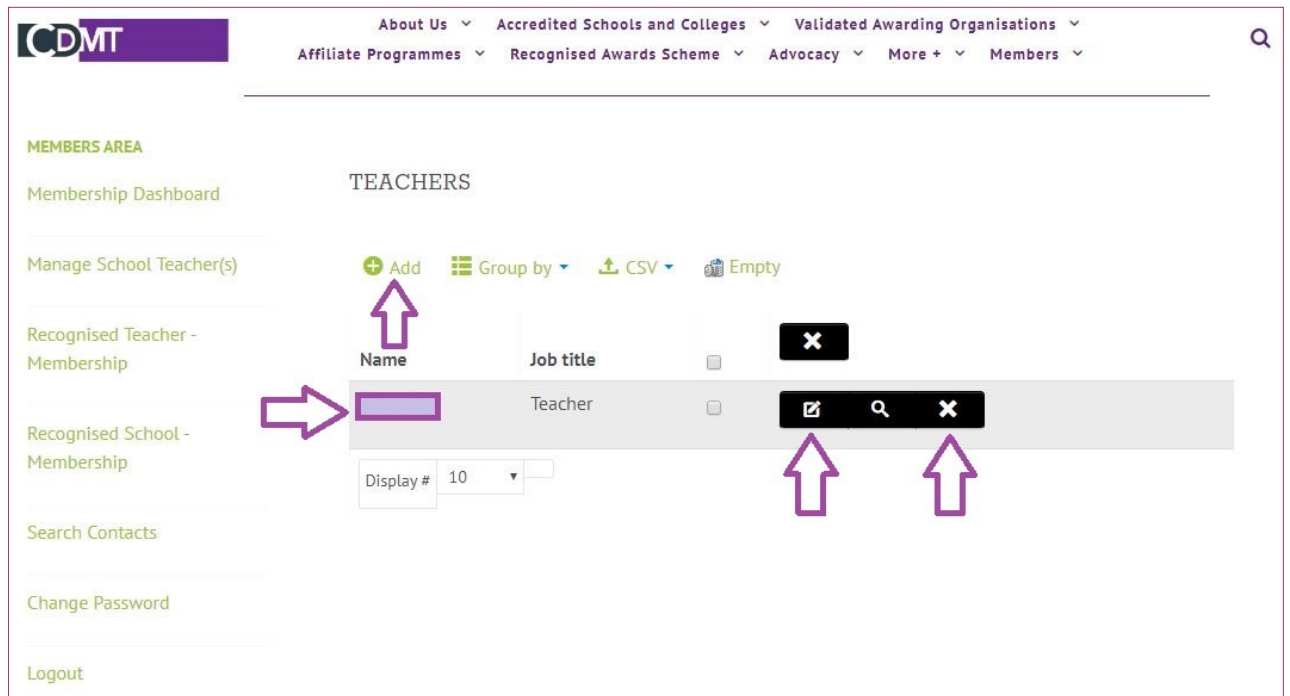 CDMT
About Us Accredited Schools and Colleges Validated Awarding Organisations
Affiliate Programmes Recognised Awards Scheme Advocacy More + Members
MEMBERS AREA
Membership Dashboard
Manage School Teacher(s)
Recognised Teacher -
Membership
Recognised School -
Membership
Search Contacts
Change Password
Logout
TEACHERS
Add Group by CSV Empty
Name Job title
Teacher
Display # 10